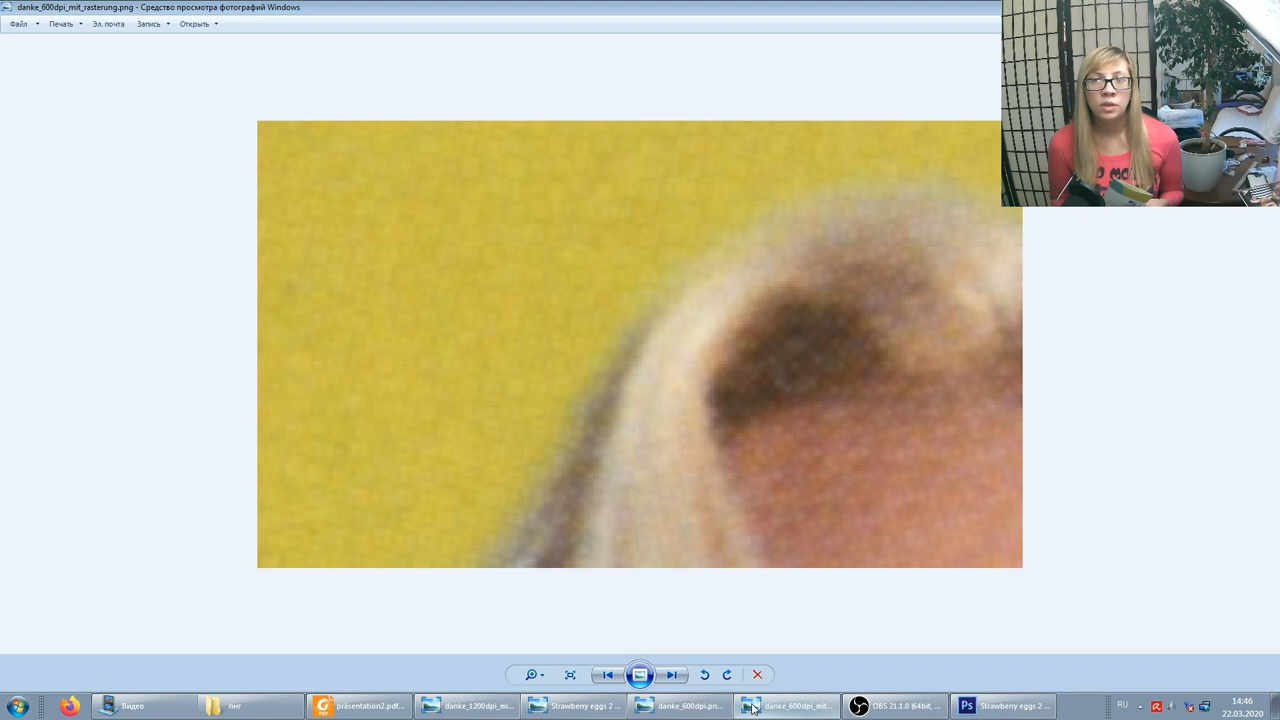 danke_600dpi_mit_rasterung.png - Средство просмотра фотографий Windows
Файл Печать Эл. почта Запись Открыть
Видео
пнг
präsentation2.pdf...
danke_1200dpi_mi...
Strawberry eggs 2 ...
danke_600dpi.pn...
danke_600dpi_mit...
OBS 21.1.0 (64bit, ...
Ps
Strawberry eggs 2 ...
RU
14:46
22.03.2020